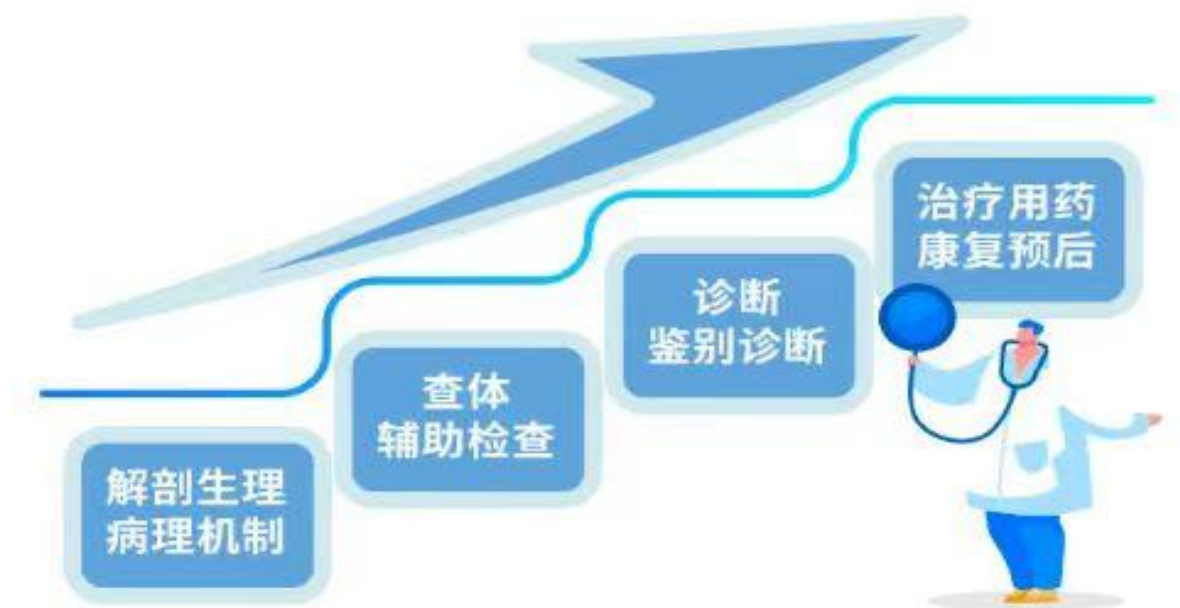 解剖生理
病理机制
查体
辅助检查
诊断
鉴别诊断
治疗用药
康复预后